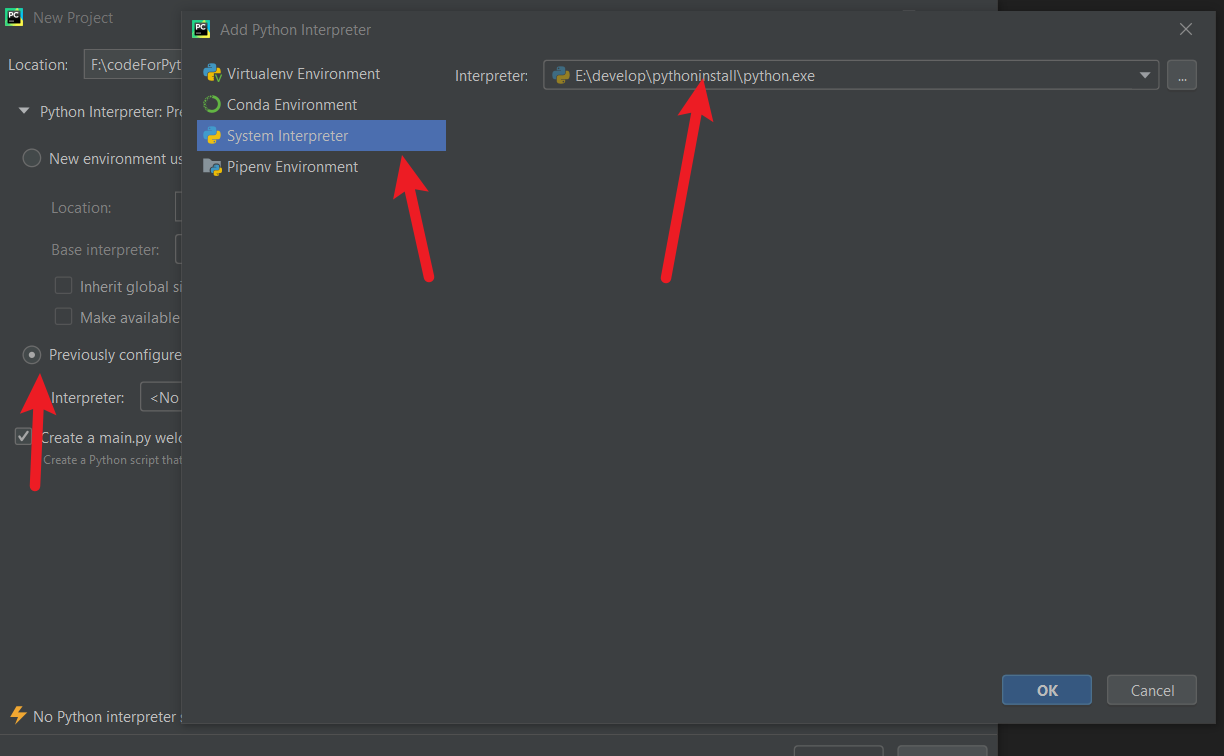 New Project
Location: F:\codeForPyt
Python Interpreter: Pre
New environment us
Location:
Base interpreter:
Inherit global si
Make available
Previously configure
Interpreter: <No
Create a main.py welc
Create a Python script that
No Python interpreter s
Add Python Interpreter
Virtualenv Environment
Conda Environment
System Interpreter
Pipenv Environment
Interpreter: E:\develop\pythoninstall\python.exe
...
OK
Cancel